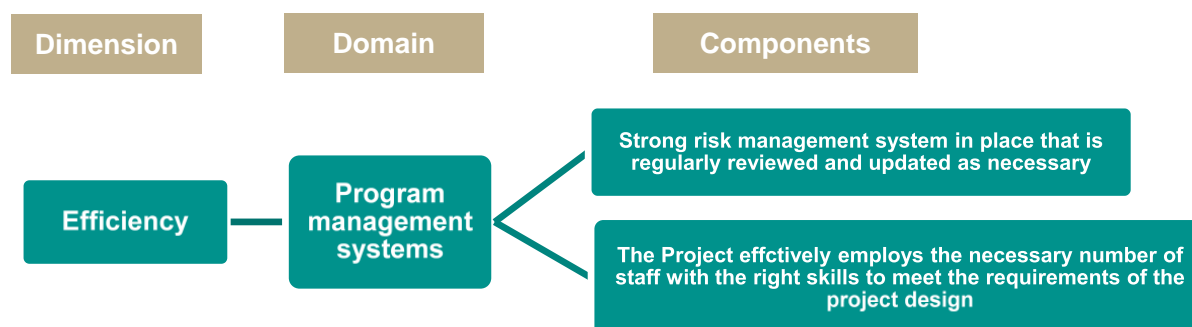 Dimension
Domain
Components
Efficiency
Program
management
systems
Strong risk management system in place that is
regularly reviewed and updated as necessary
The Project effctively employs the necessary number of
staff with the right skills to meet the requirements of the
project design